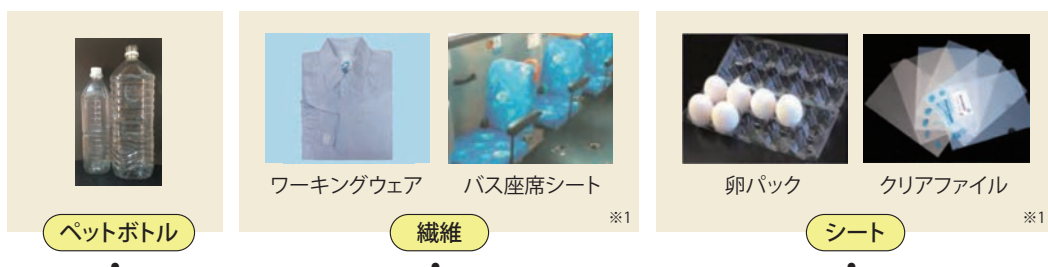 ワーキングウェア
バス座席シート
卵パック
クリアファイル
※1
※1
ペットボトル
繊維
シート